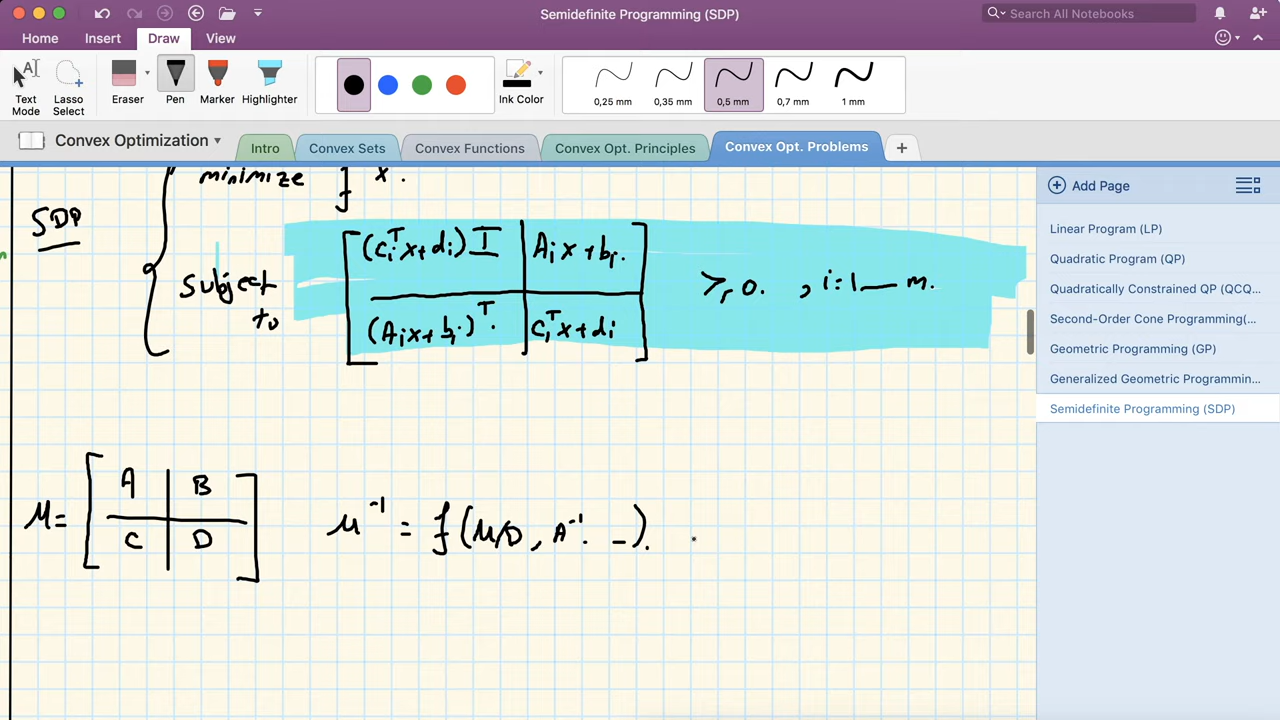 Semidefinite Programming (SDP)
Search All Notebooks
Home Insert Draw View
Text Mode
Lasso Select
Eraser
Pen
Marker
Highlighter
Ink Color
0,25 mm
0,35 mm
0,5 mm
0,7 mm
1 mm
Convex Optimization
Intro
Convex Sets
Convex Functions
Convex Opt. Principles
Convex Opt. Problems
+
Add Page
Linear Program (LP)
Quadratic Program (QP)
Quadratically Constrained QP (QCQ...
Second-Order Cone Programming(...
Geometric Programming (GP)
Generalized Geometric Programmin...
Semidefinite Programming (SDP)
minimize fᵀx.
SDP
subject to
[ (cᵢᵀx+dᵢ)I | Aᵢx+bᵢ. ]
[ (Aᵢx+bᵢ)ᵀ. | cᵢᵀx+dᵢ ] ≽ 0. , i=1 — m.
M = [ A | B ]
[ C | D ]
M⁻¹ = f(M/D, A⁻¹. _).